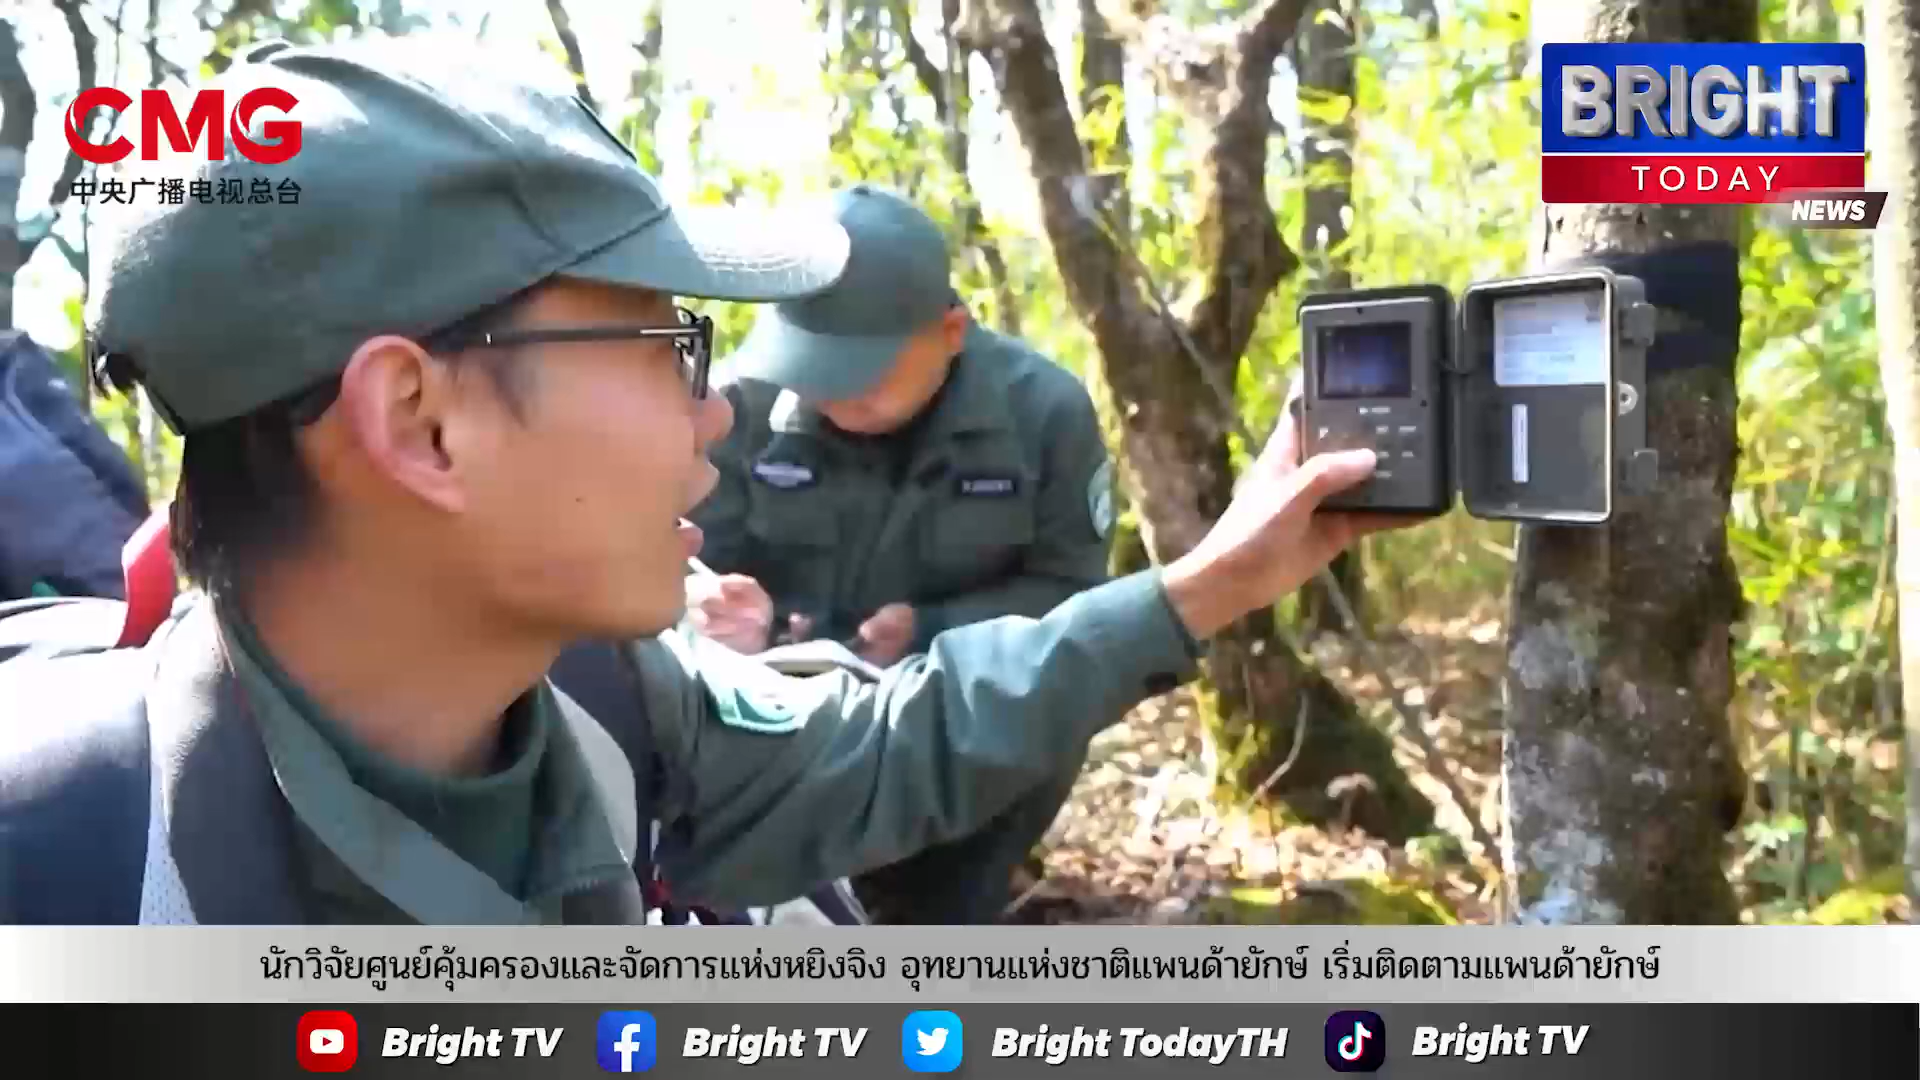 CMG
中央广播电视总台
BRIGHT
TODAY
NEWS
นักวิจัยศูนย์คุ้มครองและจัดการแห่งหยิงจิง อุทยานแห่งชาติแพนด้ายักษ์ เริ่มติดตามแพนด้ายักษ์
Bright TV Bright TV Bright TodayTH Bright TV